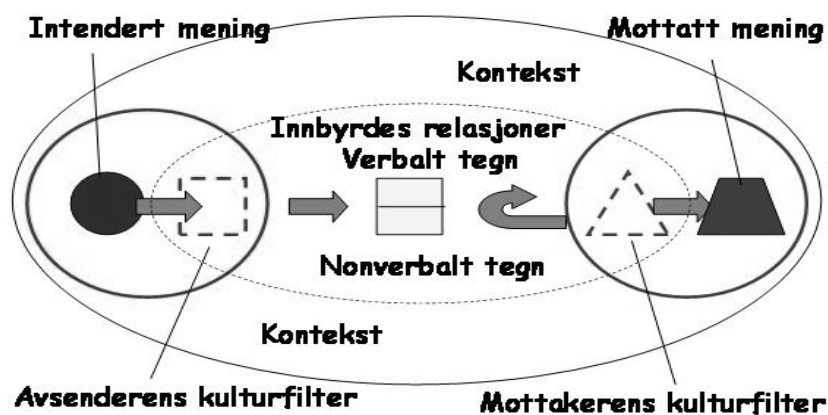 Intendert mening
Mottatt mening
Kontekst
Innbyrdes relasjoner
Verbalt tegn
Nonverbalt tegn
Kontekst
Avsenderens kulturfilter
Mottakerens kulturfilter